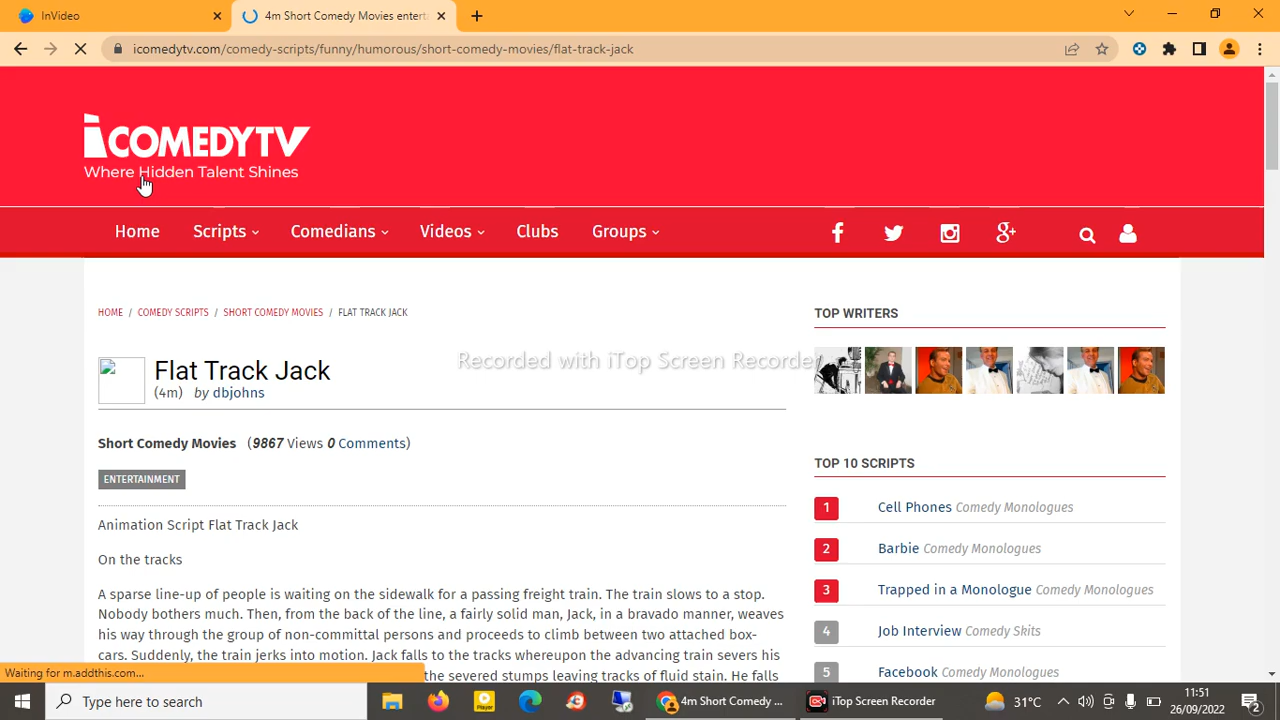 InVideo
4m Short Comedy Movies entert
icomedytv.com/comedy-scripts/funny/humorous/short-comedy-movies/flat-track-jack
iCOMEDYTV
Where Hidden Talent Shines
Home Scripts Comedians Videos Clubs Groups
HOME / COMEDY SCRIPTS / SHORT COMEDY MOVIES / FLAT TRACK JACK
Flat Track Jack
(4m) by dbjohns
Short Comedy Movies (9867 Views 0 Comments)
ENTERTAINMENT
Animation Script Flat Track Jack
On the tracks
A sparse line-up of people is waiting on the sidewalk for a passing freight train. The train slows to a stop.
Nobody bothers much. Then, from the back of the line, a fairly solid man, Jack, in a bravado manner, weaves
his way through the group of non-committal persons and proceeds to climb between two attached box-
cars. Suddenly, the train jerks into motion. Jack falls to the tracks whereupon the advancing train severs his
the severed stumps leaving tracks of fluid stain. He falls
TOP WRITERS
TOP 10 SCRIPTS
1 Cell Phones Comedy Monologues
2 Barbie Comedy Monologues
3 Trapped in a Monologue Comedy Monologues
4 Job Interview Comedy Skits
5 Facebook Comedy Monologues
Recorded with iTop Screen Recorder
Waiting for m.addthis.com...
Type here to search
Player
4m Short Comedy ...
iTop Screen Recorder
31°C
11:51
26/09/2022
2